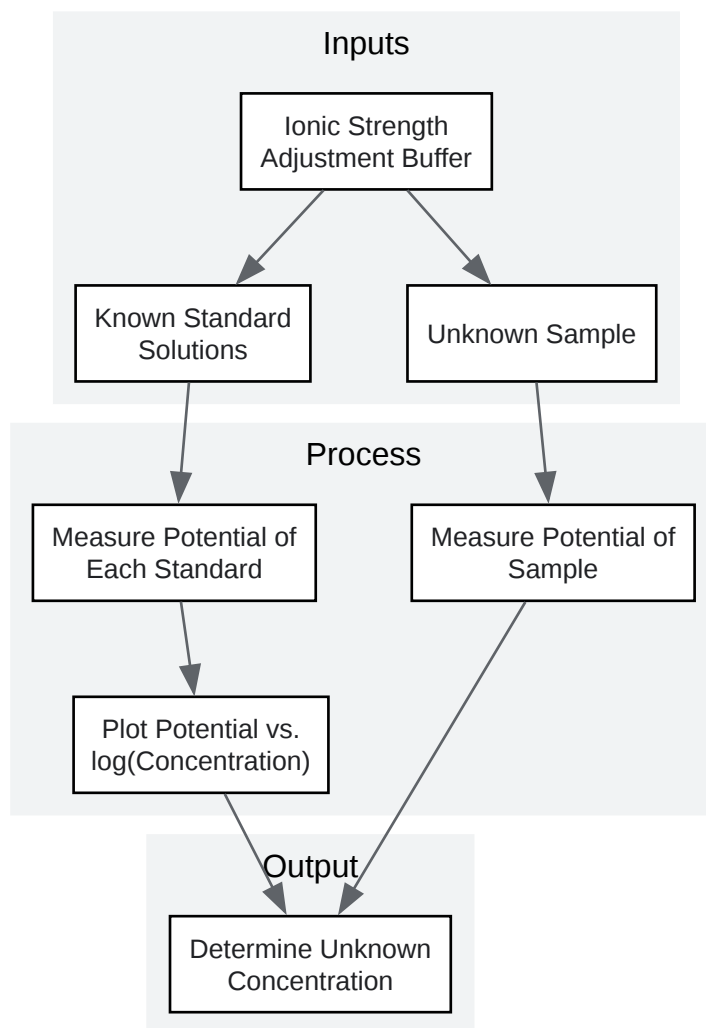 Inputs
Ionic Strength
Adjustment Buffer
Known Standard
Solutions
Unknown Sample
Process
Measure Potential of
Each Standard
Measure Potential of
Sample
Plot Potential vs.
log(Concentration)
Output
Determine Unknown
Concentration